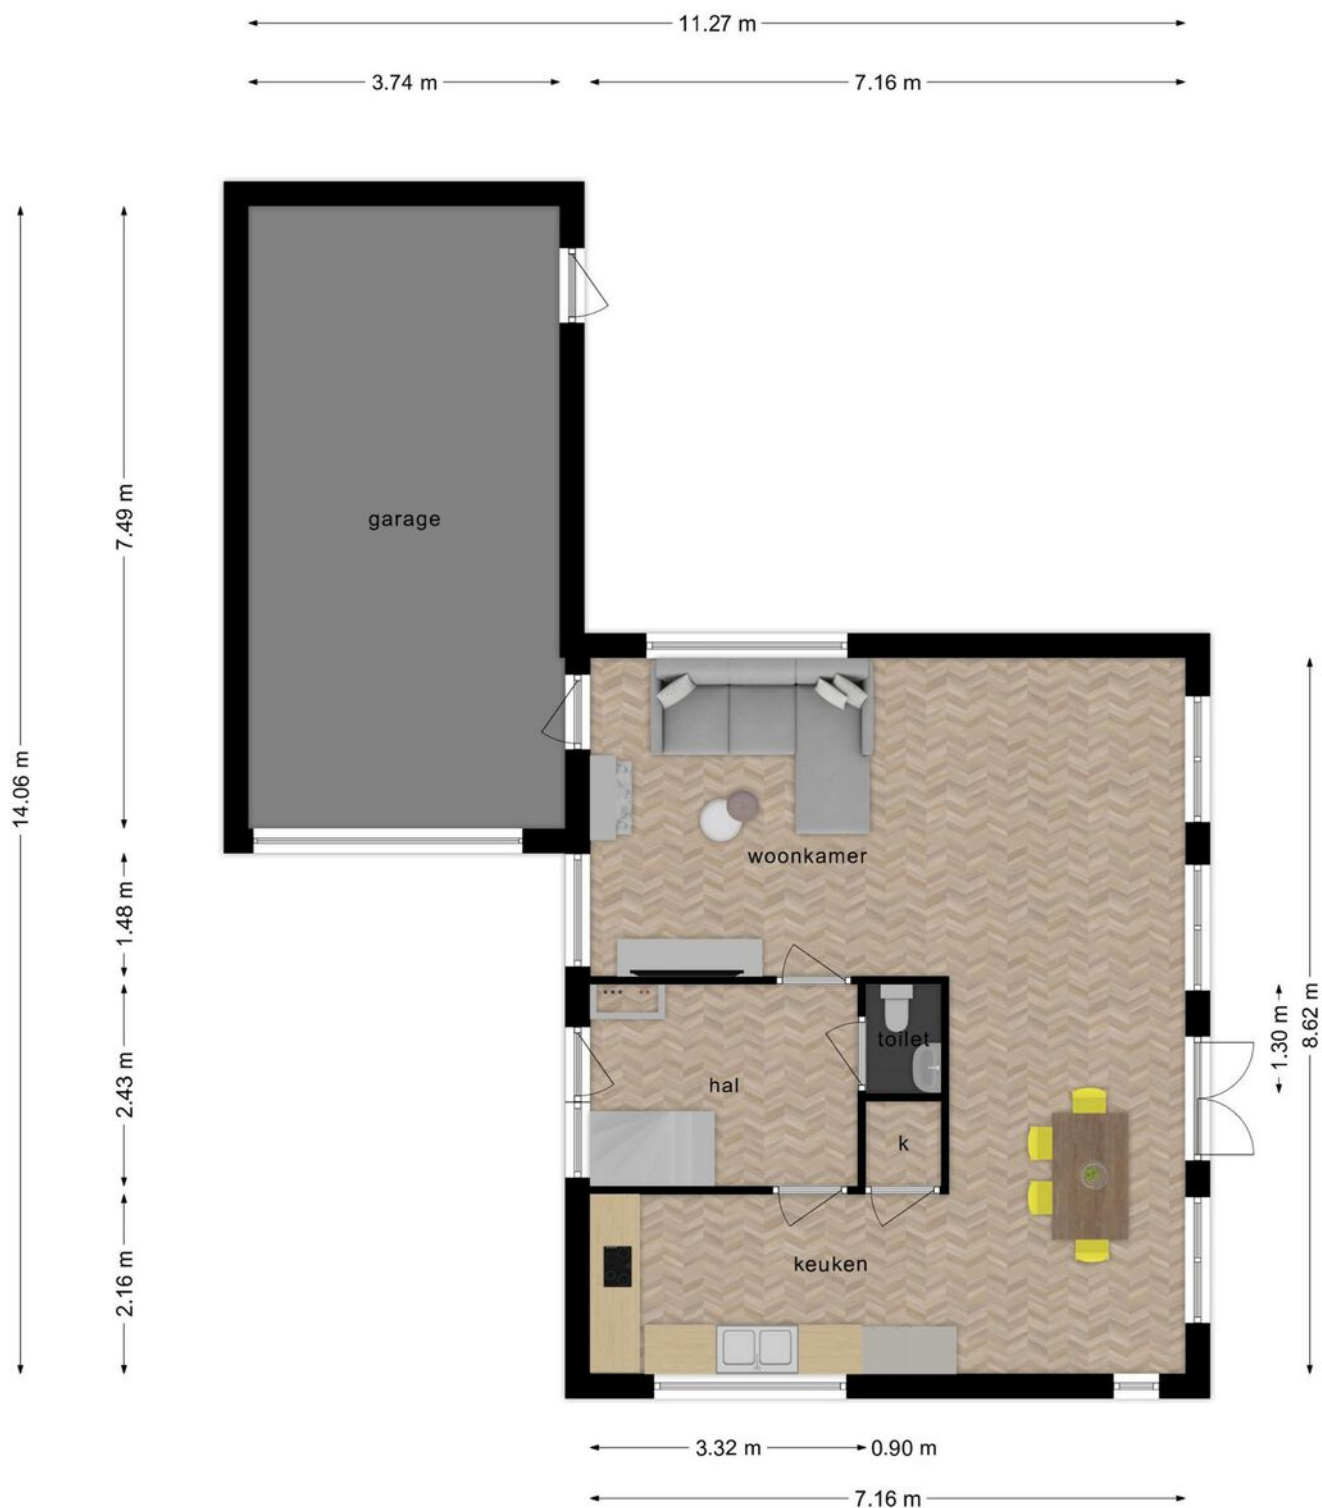 11.27 m
3.74 m
7.16 m
garage
7.49 m
14.06 m
woonkamer
1.48 m
8.62 m
1.30 m
toilet
hal
2.43 m
k
keuken
2.16 m
3.32 m
0.90 m
7.16 m